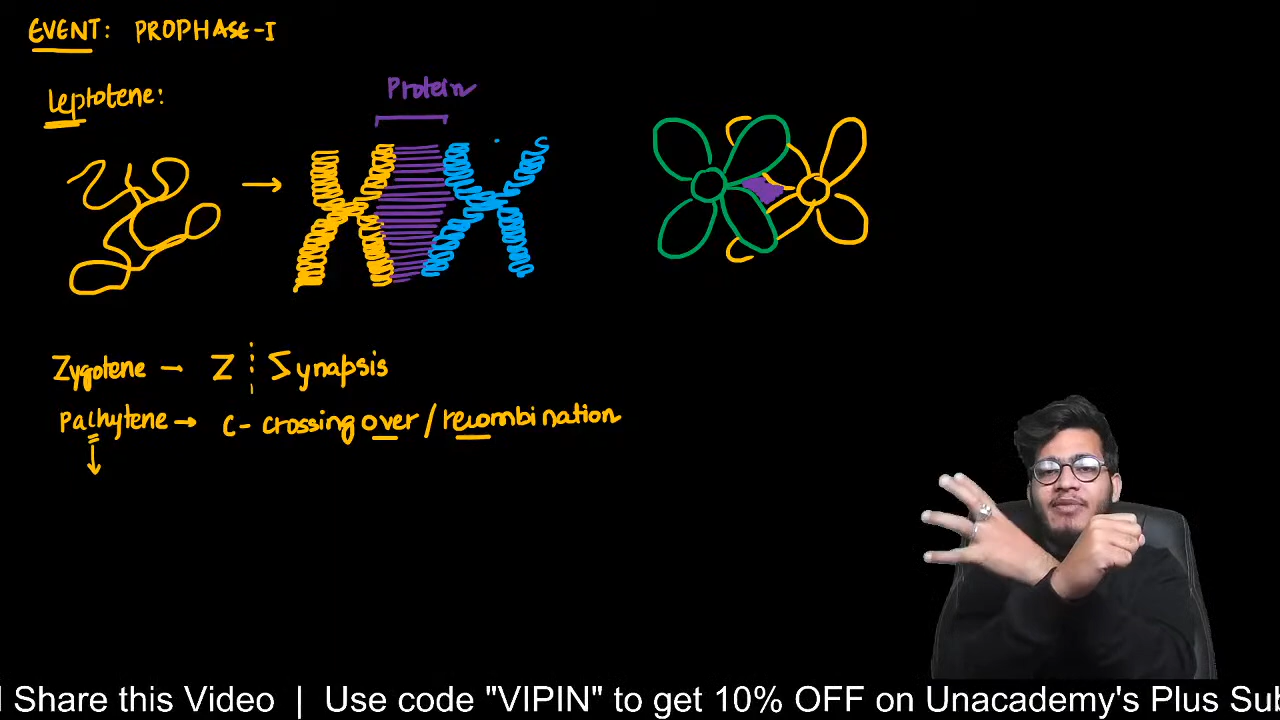 EVENT: PROPHASE-I
Leptotene:
Protein
Zygotene → Z Synapsis
Pachytene → C- crossing over / recombination
Share this Video | Use code "VIPIN" to get 10% OFF on Unacademy's Plus Sub